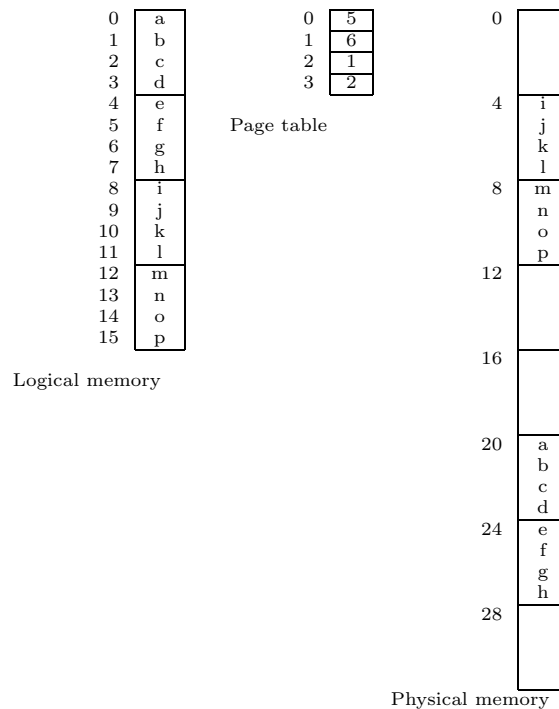 0 a
1 b
2 c
3 d
4 e
5 f
6 g
7 h
8 i
9 j
10 k
11 l
12 m
13 n
14 o
15 p
Logical memory
0 5
1 6
2 1
3 2
Page table
0
4 i
j
k
l
8 m
n
o
p
12
16
20 a
b
c
d
24 e
f
g
h
28
Physical memory